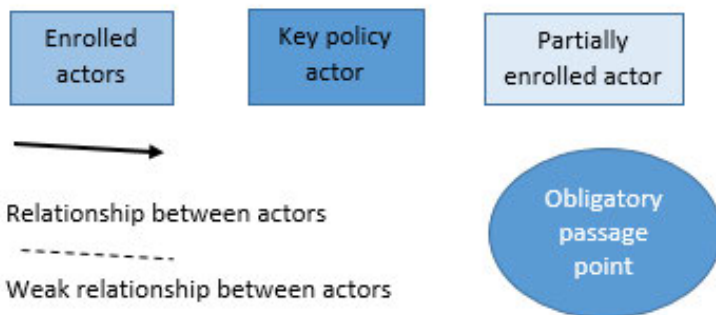 Enrolled
actors
Key policy
actor
Partially
enrolled actor
Relationship between actors
Weak relationship between actors
Obligatory
passage
point